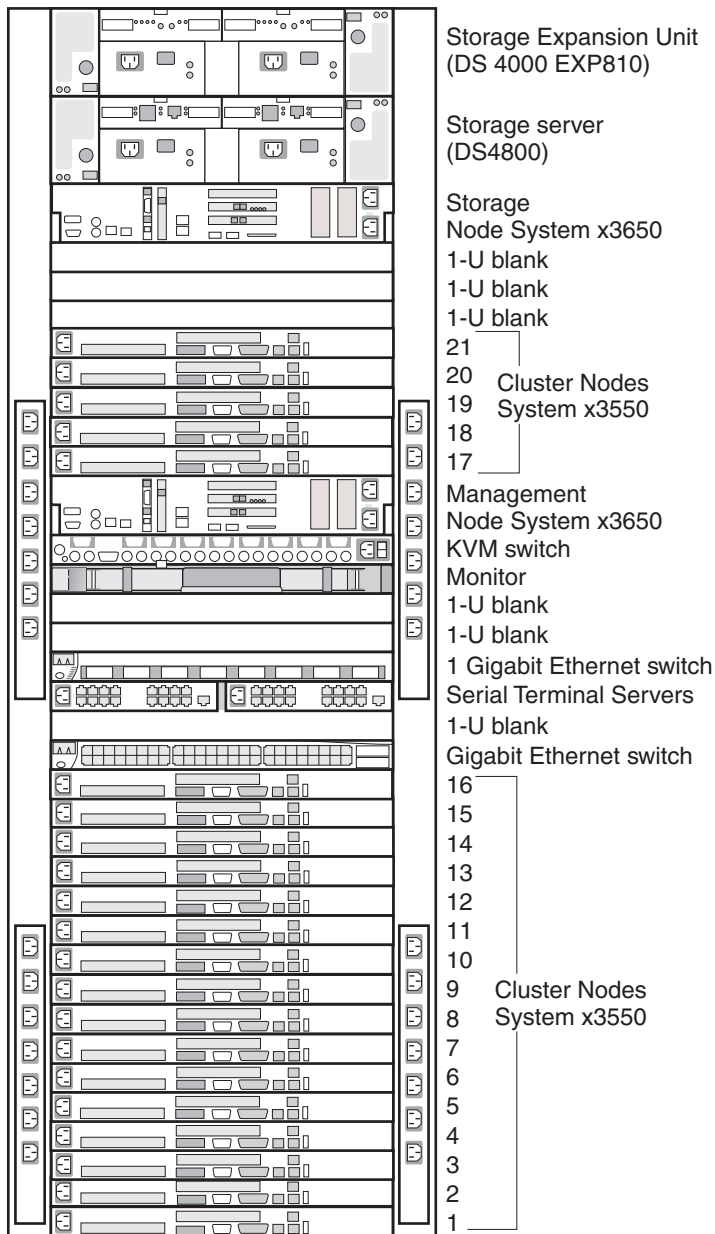 Storage Expansion Unit
(DS 4000 EXP810)
Storage server
(DS4800)
Storage
Node System x3650
1-U blank
1-U blank
1-U blank
21
20
19
18
17
Cluster Nodes
System x3550
Management
Node System x3650
KVM switch
Monitor
1-U blank
1-U blank
1 Gigabit Ethernet switch
Serial Terminal Servers
1-U blank
Gigabit Ethernet switch
16
15
14
13
12
11
10
9
8
7
6
5
4
3
2
1
Cluster Nodes
System x3550